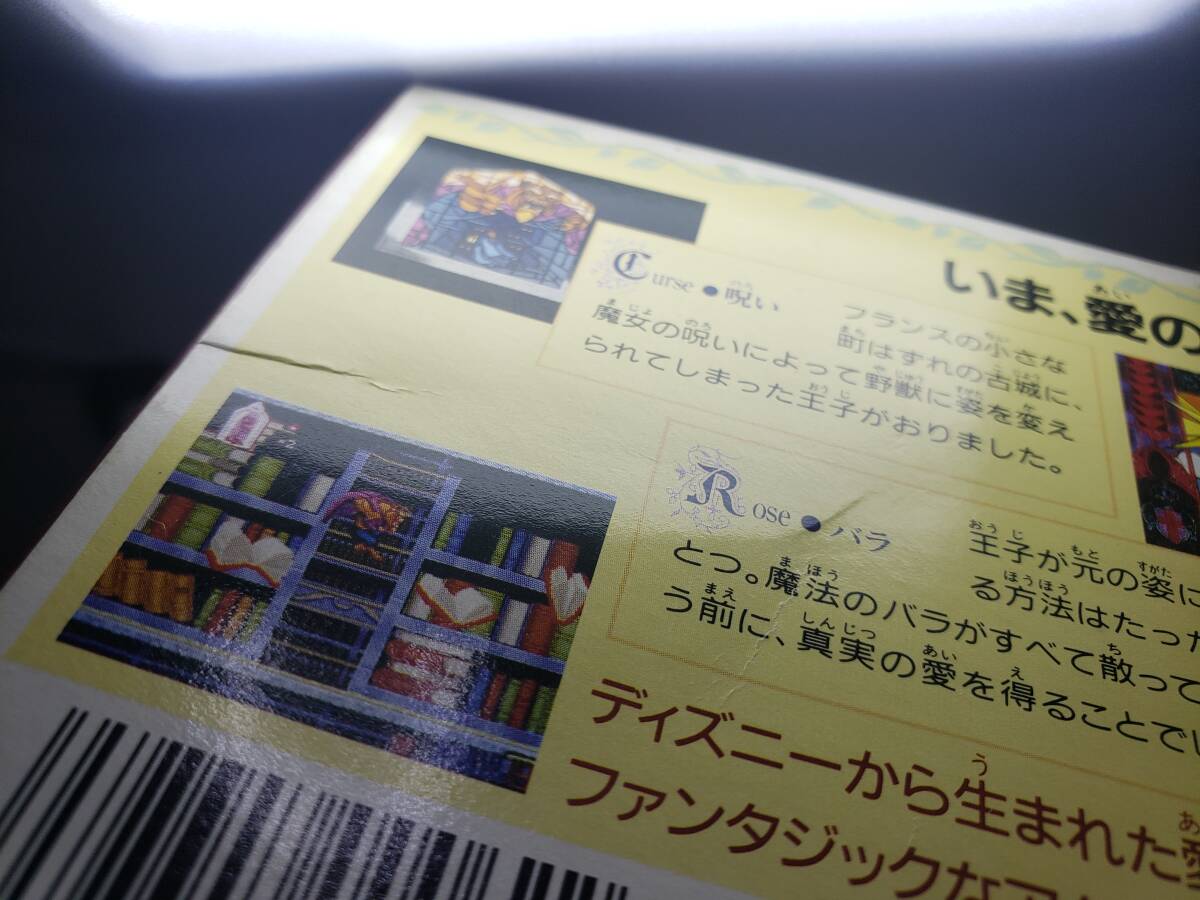 いま、愛の
Curse●呪い
フランスの小さな
町はずれの古城に、
魔女の呪いによって野獣に姿を変え
られてしまった王子がおりました。
Rose●バラ
王子が元の姿に
る方法はたった
とつ。魔法のバラがすべて散って
う前に、真実の愛を得ることで
ディズニーから生まれた愛
ファンタジックなア